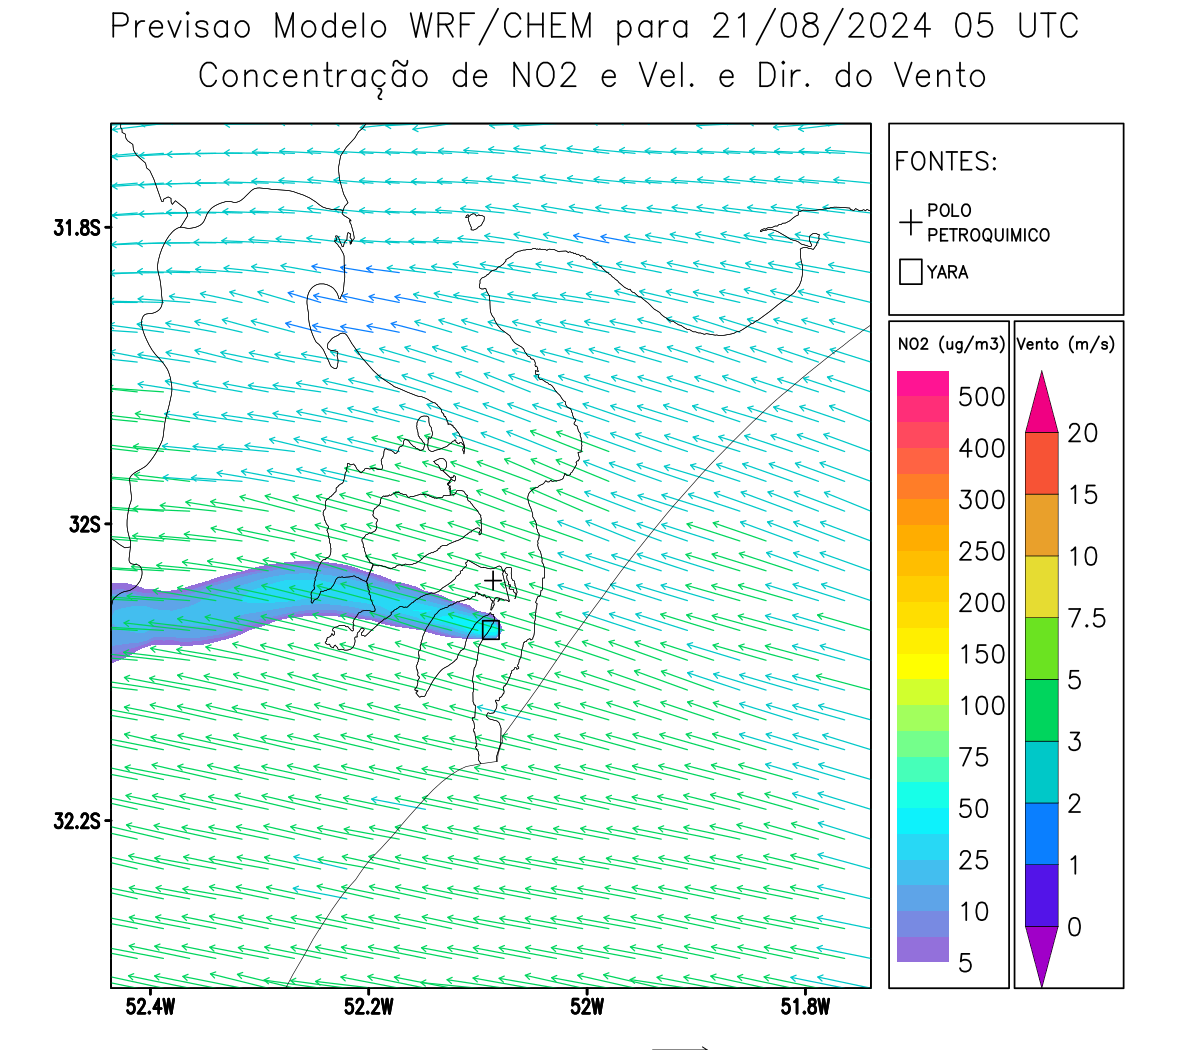 Previsao Modelo WRF/CHEM para 21/08/2024 05 UTC
Concentração de NO2 e Vel. e Dir. do Vento
FONTES:
POLO
PETROQUIMICO
YARA
NO2 (ug/m3)
500
400
300
250
200
150
100
75
50
25
10
5
Vento (m/s)
20
15
10
7.5
5
3
2
1
0
31.8S
32S
32.2S
52.4W
52.2W
52W
51.8W